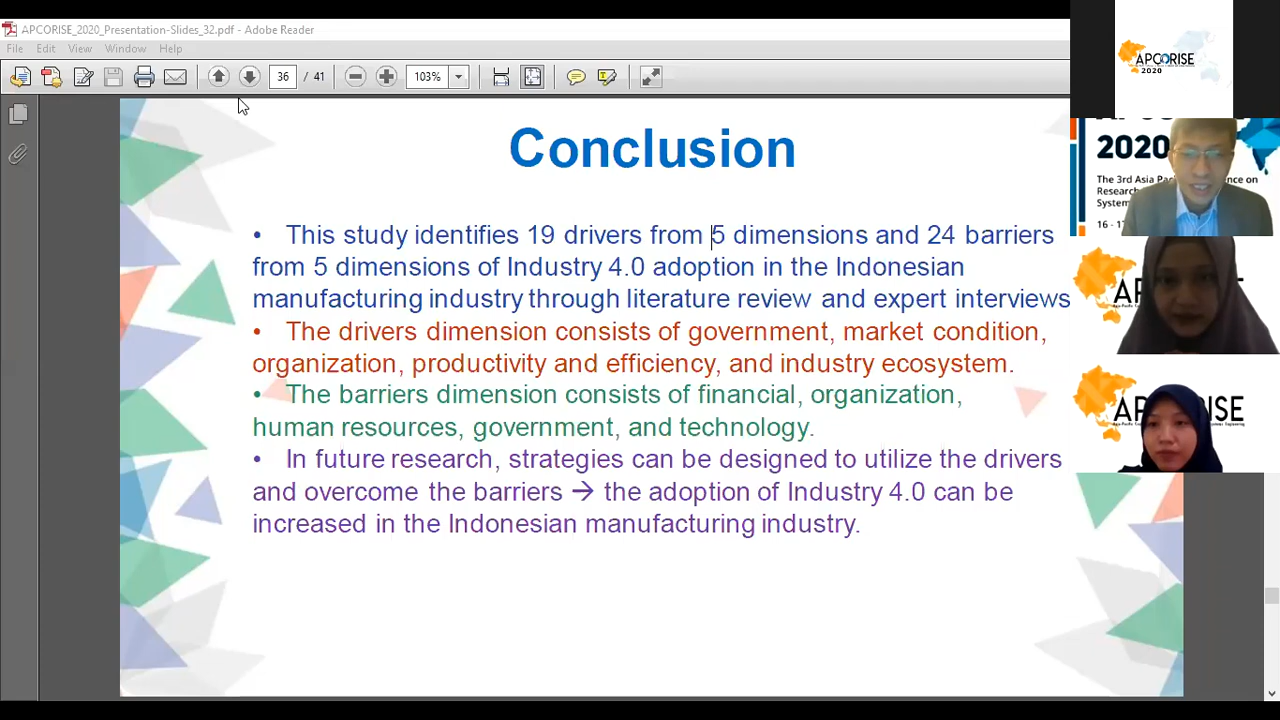 APCORISE_2020_Presentation-Slides_32.pdf - Adobe Reader
File Edit View Window Help
36 / 41 103%
Conclusion
• This study identifies 19 drivers from 5 dimensions and 24 barriers
from 5 dimensions of Industry 4.0 adoption in the Indonesian
manufacturing industry through literature review and expert interviews
• The drivers dimension consists of government, market condition,
organization, productivity and efficiency, and industry ecosystem.
• The barriers dimension consists of financial, organization,
human resources, government, and technology.
• In future research, strategies can be designed to utilize the drivers
and overcome the barriers → the adoption of Industry 4.0 can be
increased in the Indonesian manufacturing industry.
APCORISE
2020
2020
The 3rd Asia Pac
Research
System
16 - 17
AP
APCORISE